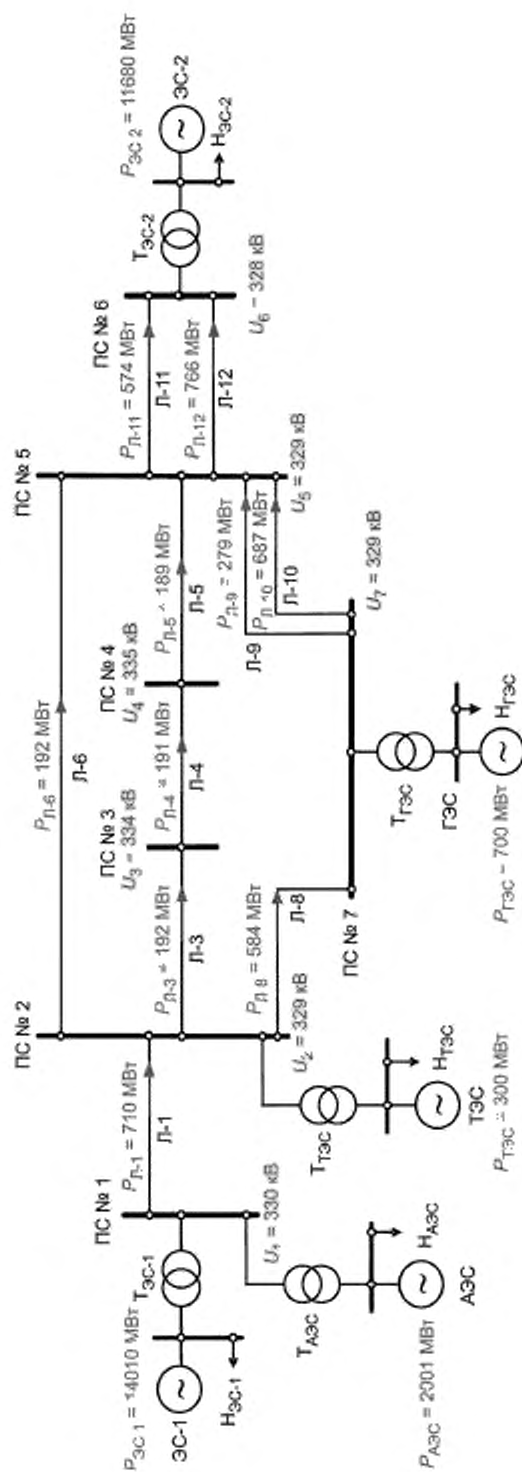 P_ЭС 1 = 14010 МВт
ЭС-1
Н_ЭС-1
Т_ЭС-1
ПС № 1
U_1 = 330 кВ
Т_АЭС
Н_АЭС
АЭС
P_АЭС = 2001 МВт
P_Л-1 = 710 МВт
Л-1
ПС № 2
U_2 = 329 кВ
Т_ТЭС
Н_ТЭС
ТЭС
P_ТЭС = 300 МВт
P_Л-6 = 192 МВт
Л-6
P_Л-3 = 192 МВт
Л-3
ПС № 3
U_3 = 334 кВ
P_Л-4 = 191 МВт
Л-4
ПС № 4
U_4 = 335 кВ
P_Л-5 = 189 МВт
Л-5
P_Л-8 = 584 МВт
Л-8
ПС № 7
U_7 = 329 кВ
Т_ГЭС
ГЭС
Н_ГЭС
P_ГЭС = 700 МВт
P_Л-9 = 279 МВт
Л-9
P_Л 10 = 687 МВт
Л-10
ПС № 5
U_5 = 329 кВ
P_Л-11 = 574 МВт
Л-11
P_Л-12 = 766 МВт
Л-12
ПС № 6
U_6 = 328 кВ
Т_ЭС-2
P_ЭС 2 = 11680 МВт
ЭС-2
Н_ЭС-2